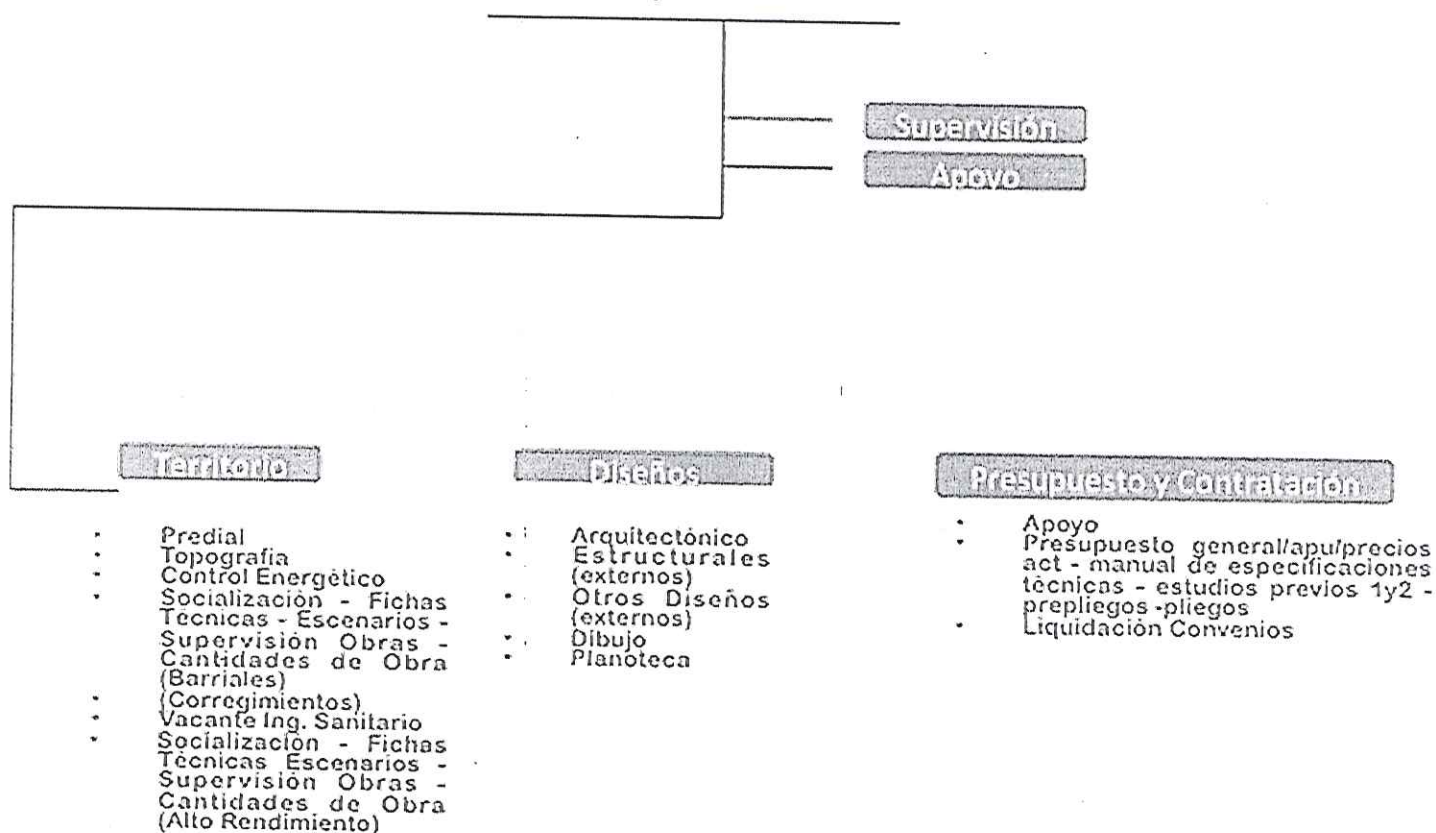 Supervisión
Apoyo
Territorio
Predial
Topografía
Control Energético
Socialización - Fichas
Técnicas - Escenarios -
Supervisión Obras -
Cantidades de Obra
(Barriales)
(Corregimientos)
Vacante Ing. Sanitario
Socialización - Fichas
Técnicas Escenarios -
Supervisión Obras -
Cantidades de Obra
(Alto Rendimiento)
Diseños
Arquitectónico
Estructurales
(externos)
Otros Diseños
(externos)
Dibujo
Planoteca
Presupuesto y Contratación
Apoyo
Presupuesto general/apu/precios
act - manual de especificaciones
técnicas - estudios previos 1y2 -
prepliegos -pliegos
Liquidación Convenios